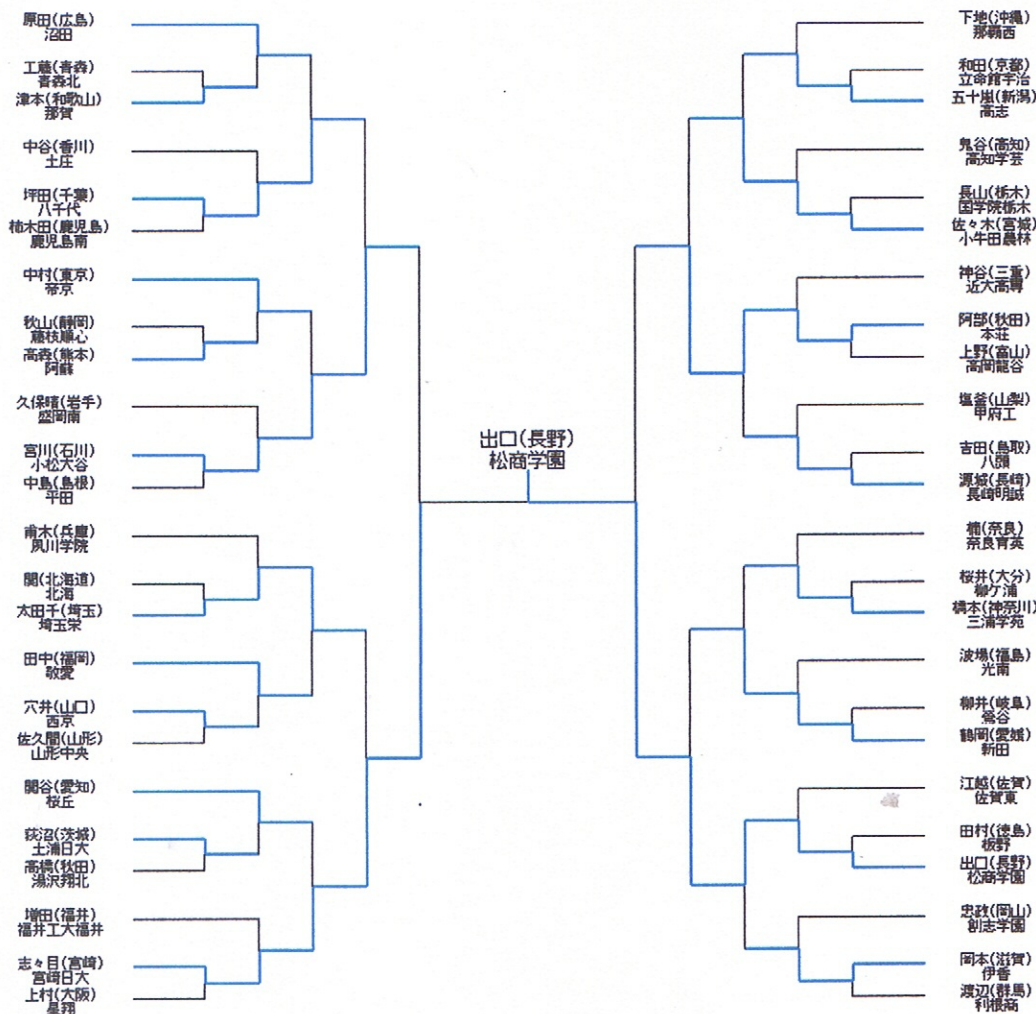 原田(広島)
沼田
工藤(青森)
青森北
津本(和歌山)
那賀
中谷(香川)
土庄
坪田(千葉)
八千代
柿木田(鹿児島)
鹿児島南
中村(東京)
帝京
秋山(静岡)
藤枝順心
高森(熊本)
阿蘇
久保晴(岩手)
盛岡南
宮川(石川)
小松大谷
中島(島根)
平田
甫木(兵庫)
夙川学院
関(北海道)
北海
太田千(埼玉)
埼玉栄
田中(福岡)
敬愛
穴井(山口)
西京
佐久間(山形)
山形中央
関谷(愛知)
桜丘
荻沼(茨城)
土浦日大
高橋(秋田)
湯沢翔北
増田(福井)
福井工大福井
志々目(宮崎)
宮崎日大
上村(大阪)
星翔
出口(長野)
松商学園
下地(沖縄)
那覇西
和田(京都)
立命館宇治
五十嵐(新潟)
高志
鬼谷(高知)
高知学芸
長山(栃木)
国学院栃木
佐々木(宮城)
小牛田農林
神谷(三重)
近大高専
阿部(秋田)
本荘
上野(富山)
高岡龍谷
塩釜(山梨)
甲府工
吉田(鳥取)
八頭
源城(長崎)
長崎明誠
楠(奈良)
奈良育英
桜井(大分)
柳ケ浦
橋本(神奈川)
三浦学苑
波場(福島)
光南
柳井(岐阜)
鶯谷
鶴岡(愛媛)
新田
江越(佐賀)
佐賀東
田村(徳島)
板野
出口(長野)
松商学園
忠政(岡山)
創志学園
岡本(滋賀)
伊香
渡辺(群馬)
利根商